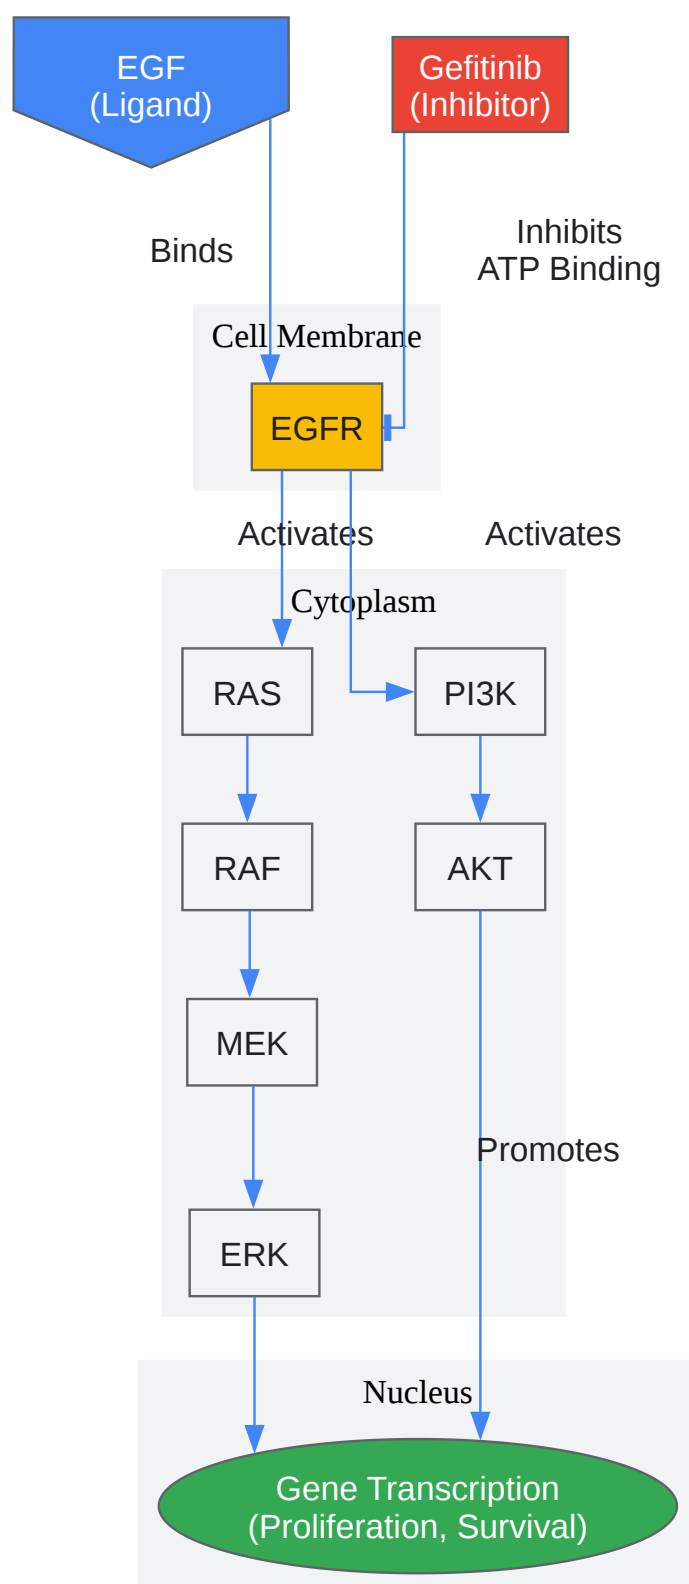 EGF
(Ligand)
Gefitinib
(Inhibitor)
Binds
Inhibits
ATP Binding
Cell Membrane
EGFR
Activates
Activates
Cytoplasm
RAS
PI3K
RAF
AKT
MEK
Promotes
ERK
Nucleus
Gene Transcription
(Proliferation, Survival)